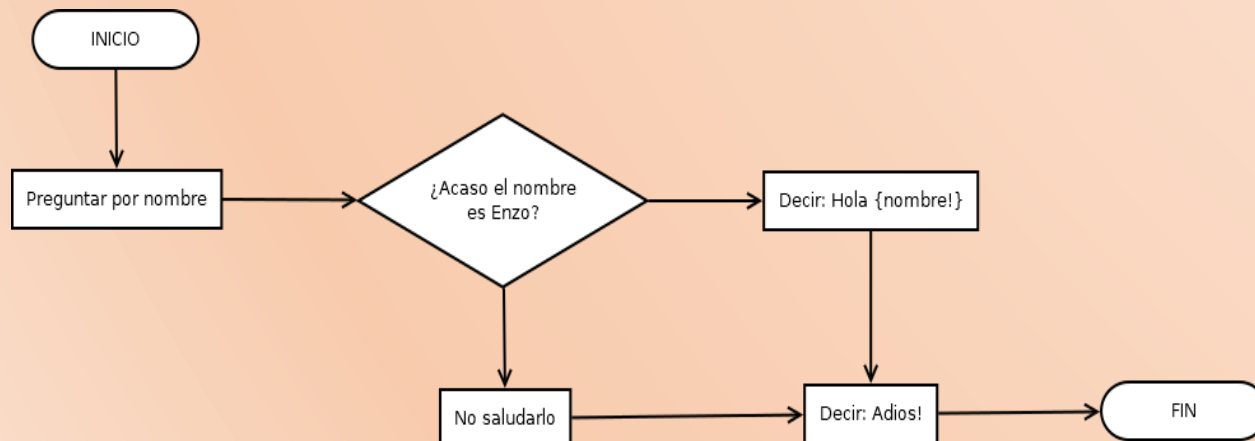 INICIO
Preguntar por nombre
¿Acaso el nombre
es Enzo?
Decir: Hola {nombre!}
No saludarlo
Decir: Adios!
FIN